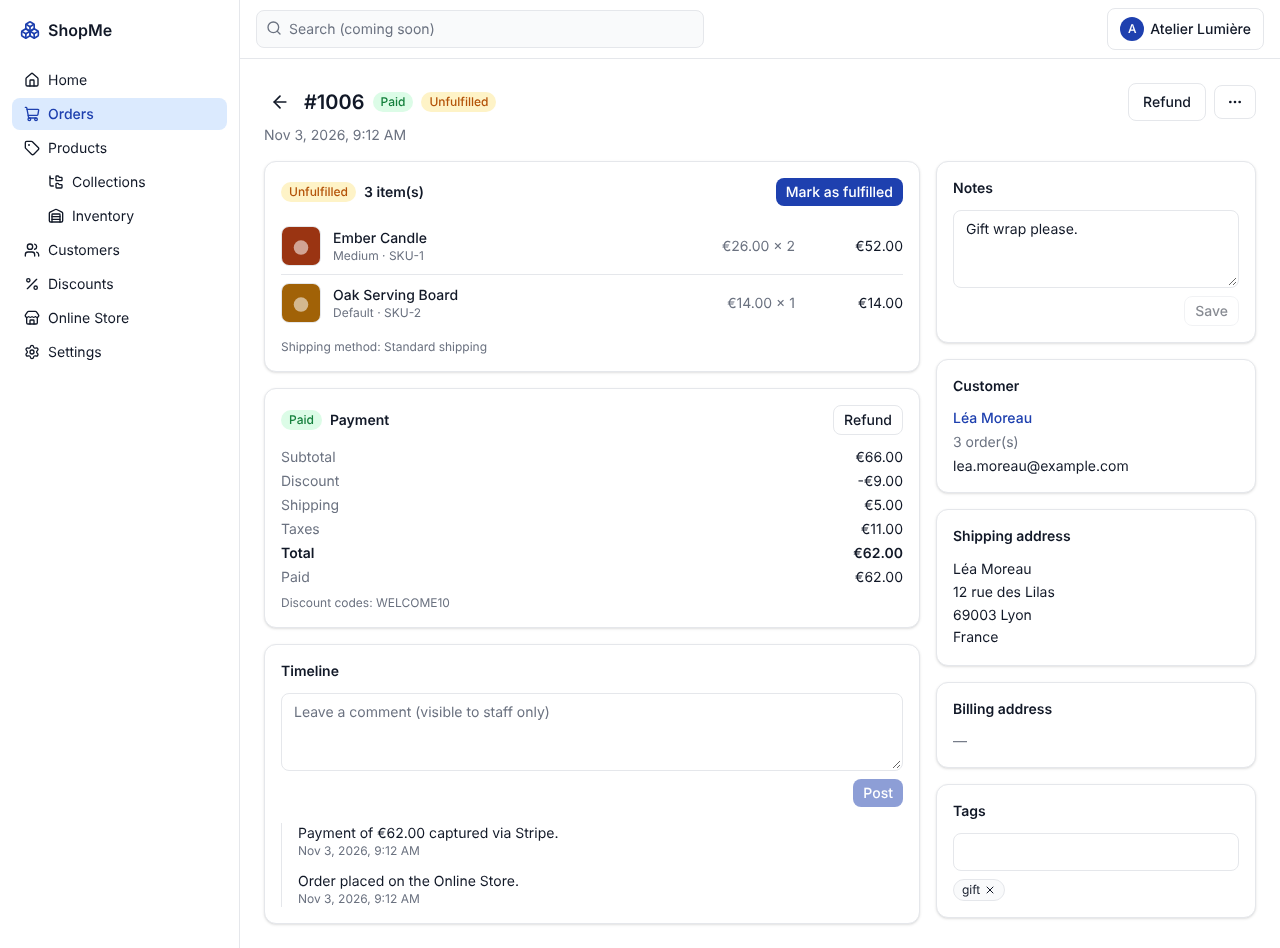 ShopMe
Search (coming soon)
A Atelier Lumière
Home
Orders
Products
Collections
Inventory
Customers
Discounts
Online Store
Settings
#1006 Paid Unfulfilled
Refund
Nov 3, 2026, 9:12 AM
Unfulfilled 3 item(s) Mark as fulfilled
Ember Candle €26.00 × 2 €52.00
Medium · SKU-1
Oak Serving Board €14.00 × 1 €14.00
Default · SKU-2
Shipping method: Standard shipping
Paid Payment Refund
Subtotal €66.00
Discount -€9.00
Shipping €5.00
Taxes €11.00
Total €62.00
Paid €62.00
Discount codes: WELCOME10
Timeline
Leave a comment (visible to staff only)
Post
Payment of €62.00 captured via Stripe.
Nov 3, 2026, 9:12 AM
Order placed on the Online Store.
Nov 3, 2026, 9:12 AM
Notes
Gift wrap please.
Save
Customer
Léa Moreau
3 order(s)
lea.moreau@example.com
Shipping address
Léa Moreau
12 rue des Lilas
69003 Lyon
France
Billing address
—
Tags
gift